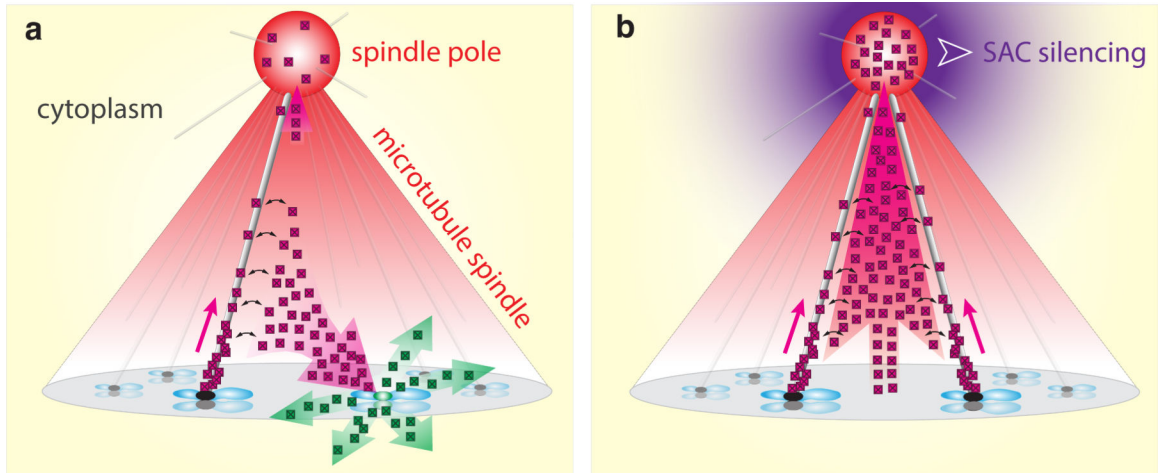 a
spindle pole
cytoplasm
microtubule spindle
b
SAC silencing